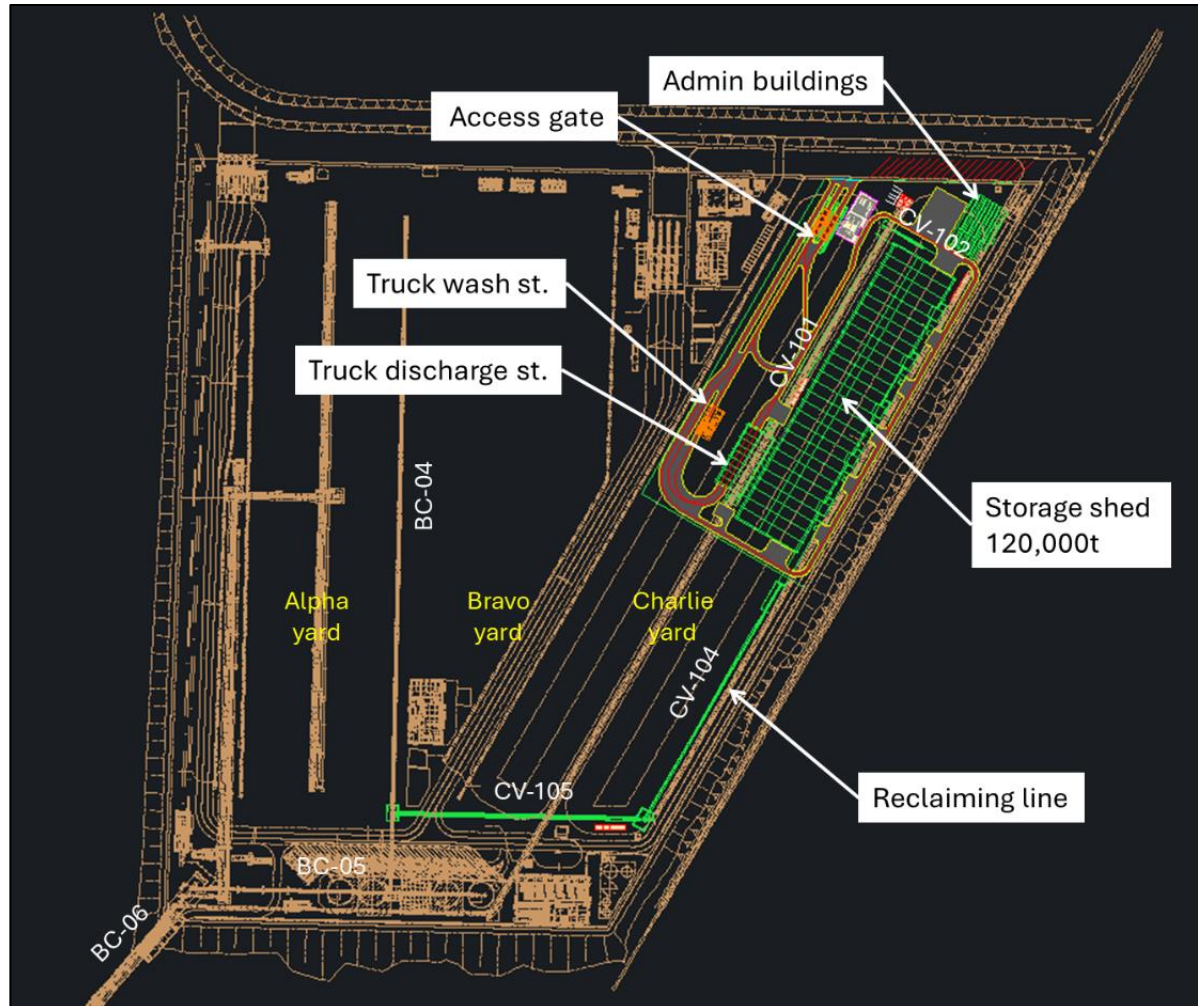 Admin buildings
Access gate
CV-102
Truck wash st.
CV-101
Truck discharge st.
BC-04
Storage shed
120,000t
Alpha
yard
Bravo
yard
Charlie
yard
CV-104
CV-105
Reclaiming line
BC-05
BC-06